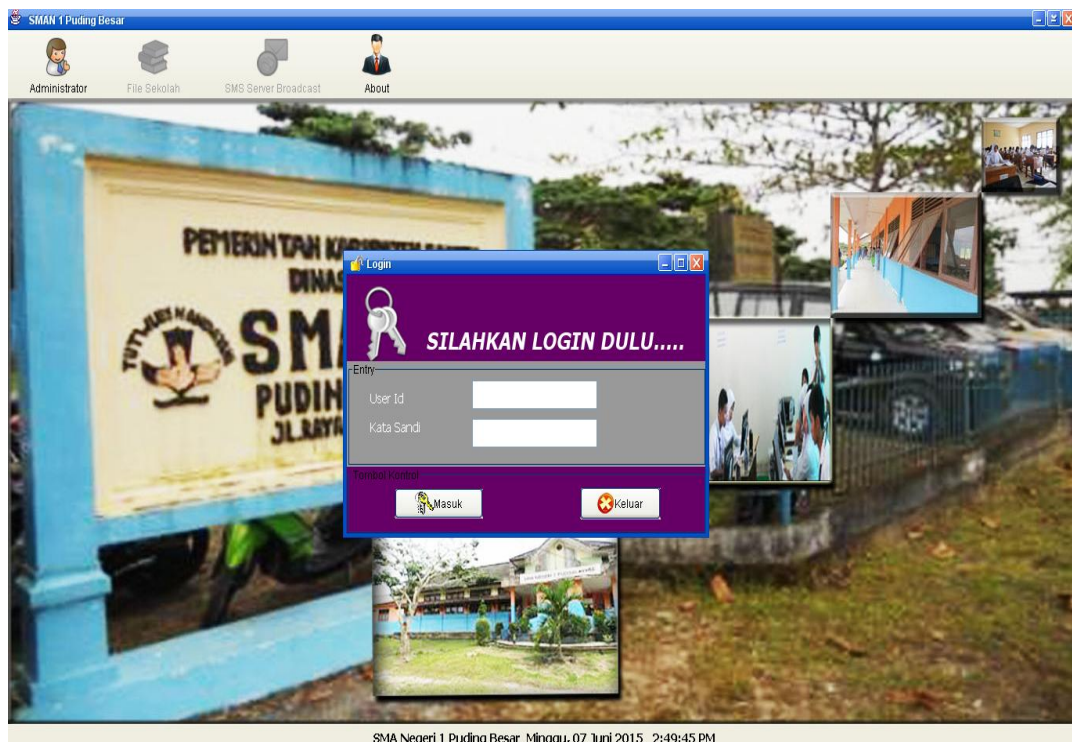 SMAN 1 Puding Besar
Administrator
File Sekolah
SMS Server Broadcast
About
PEMERINTAH
DINAS
TUT WURI HANDAYANI
SM
PUDIN
JL.RAYA
Login
SILAHKAN LOGIN DULU.....
Entry
User Id
Kata Sandi
Tombol Kontrol
Masuk
Keluar
SMA Negeri 1 Puding Besar Minggu, 07 Juni 2015 2:49:45 PM